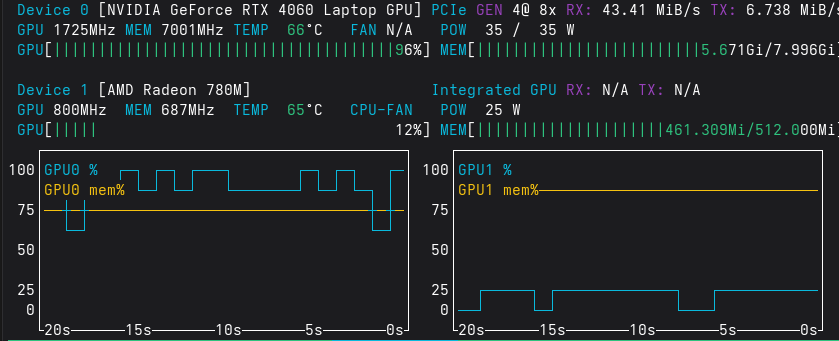 Device 0 [NVIDIA GeForce RTX 4060 Laptop GPU] PCIe GEN 4@ 8x RX: 43.41 MiB/s TX: 6.738 MiB/s
GPU 1725MHz MEM 7001MHz TEMP 66°C FAN N/A POW 35 / 35 W
GPU[||||||||||||||||||||||||||||||||||||||96%] MEM[|||||||||||||||||||||||||5.671Gi/7.996Gi]
Device 1 [AMD Radeon 780M] Integrated GPU RX: N/A TX: N/A
GPU 800MHz MEM 687MHz TEMP 65°C CPU-FAN POW 25 W
GPU[||||| 12%] MEM[|||||||||||||||||||||461.309Mi/512.000Mi]
100 GPU0 % 100 GPU1 %
GPU0 mem% GPU1 mem%
75 75
50 50
25 25
0 0
20s 15s 10s 5s 0s 20s 15s 10s 5s 0s